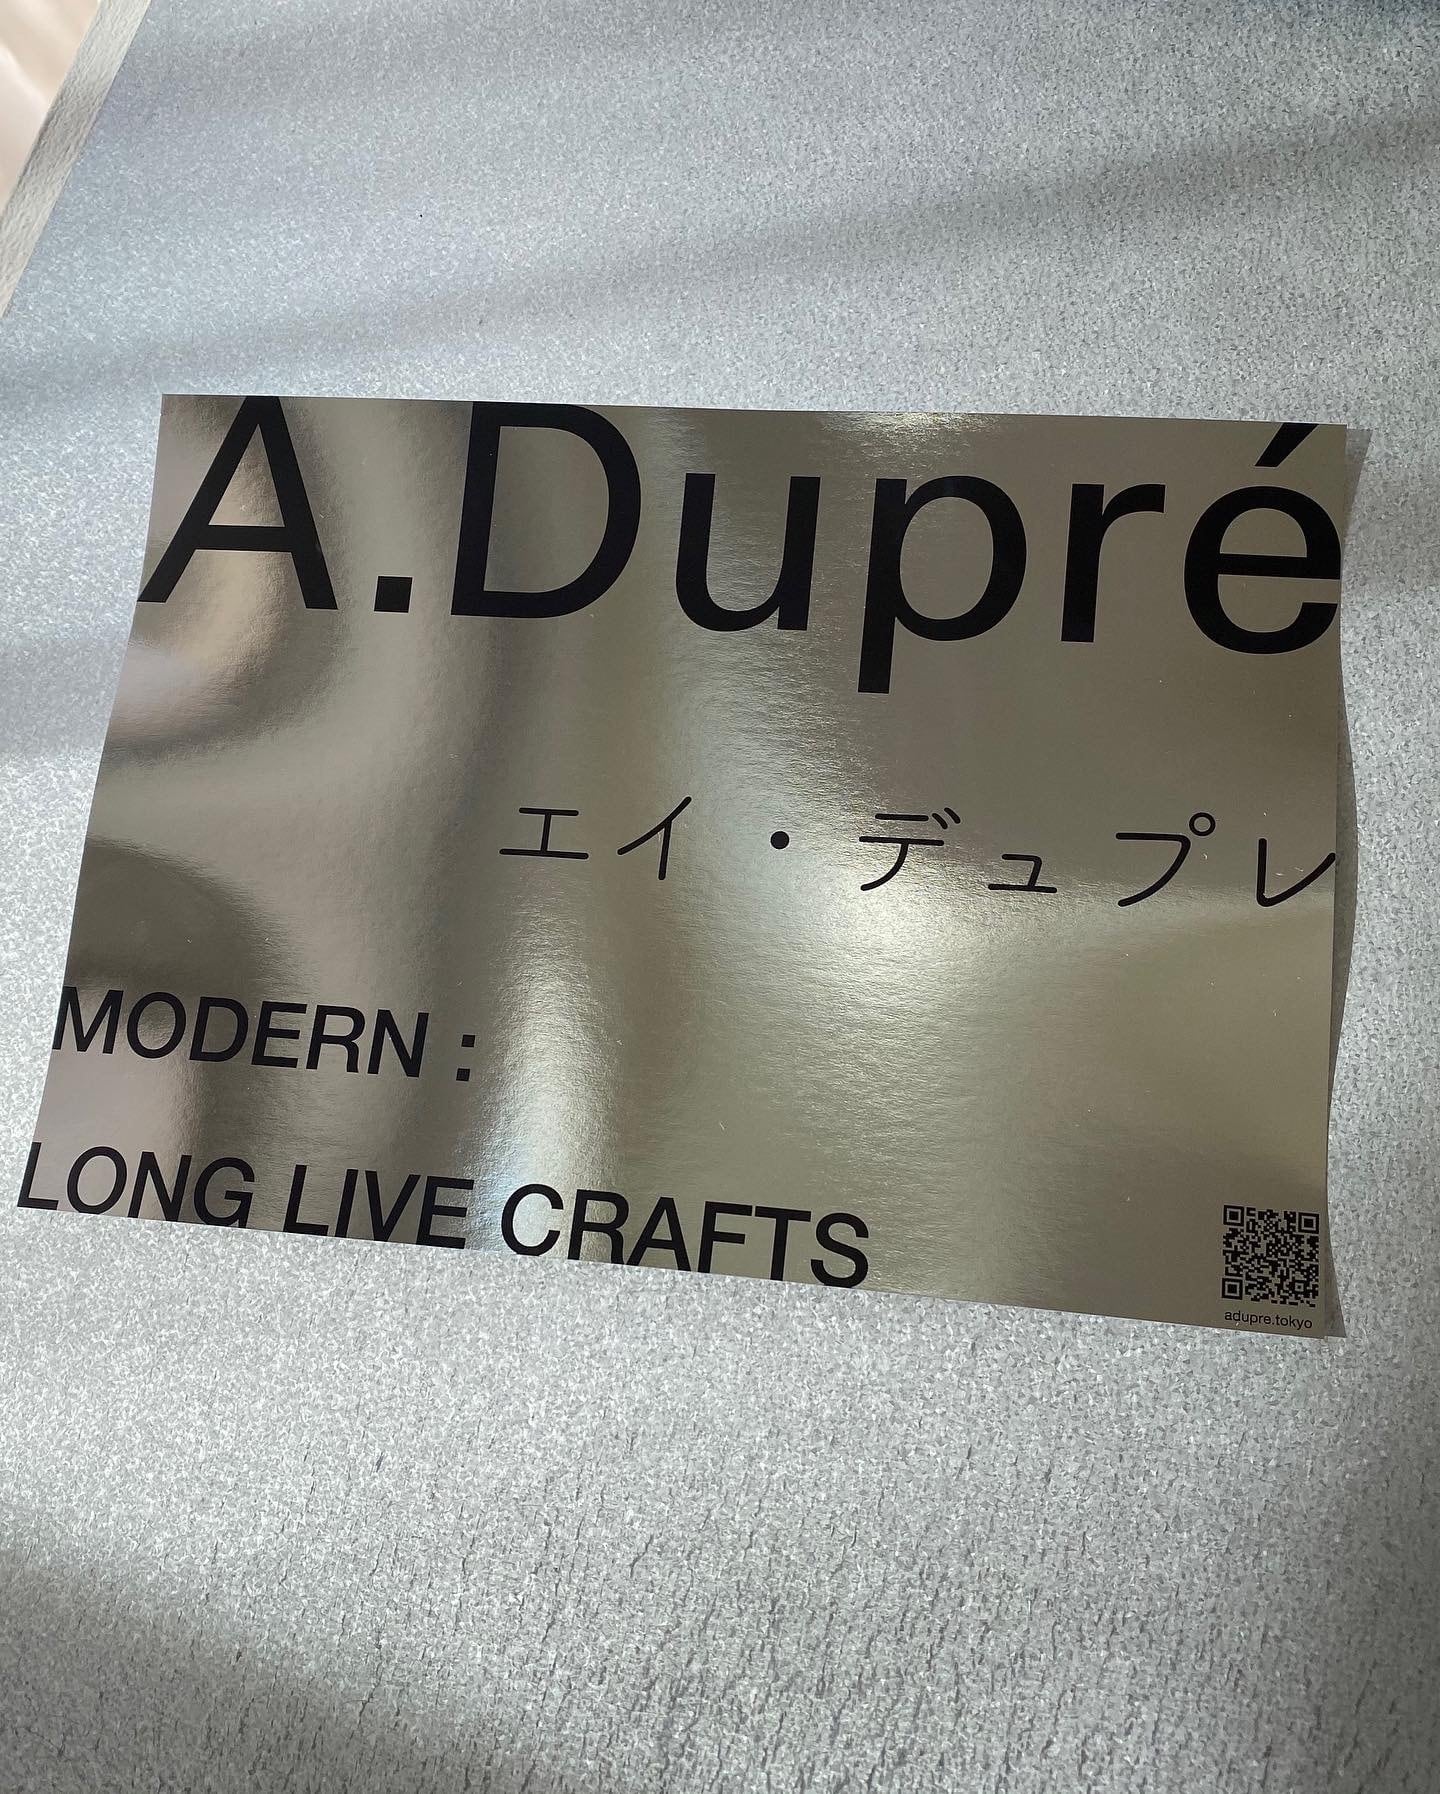 A.Dupré
エイ・デュプレ
MODERN :
LONG LIVE CRAFTS
adupre.tokyo